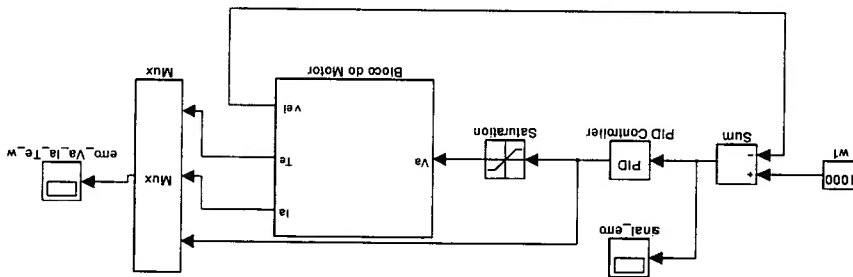 sinal_erro
Ia
1000
+
−
PID
Va
Te
Mux
w1
Sum
PID Controller
Saturation
vel
erro_Va_Ia_Te_w
Bloco do Motor
Mux